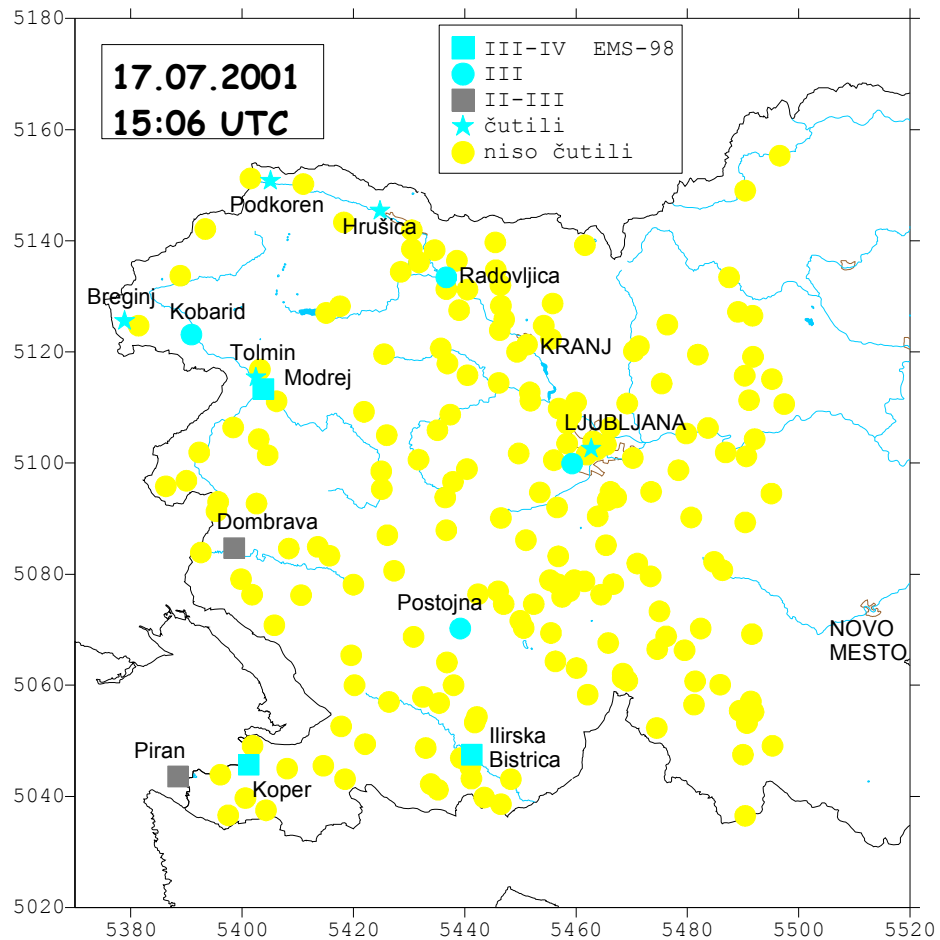 17.07.2001
15:06 UTC
III-IV EMS-98
III
II-III
čutili
niso čutili
5180
5160
5140
5120
5100
5080
5060
5040
5020
Podkoren
Hrušica
Radovljica
Breginj
Kobarid
Tolmin
Modrej
KRANJ
LJUBLJANA
Dombrava
Postojna
NOVO
MESTO
Ilirska
Bistrica
Piran
Koper
5380
5400
5420
5440
5460
5480
5500
5520